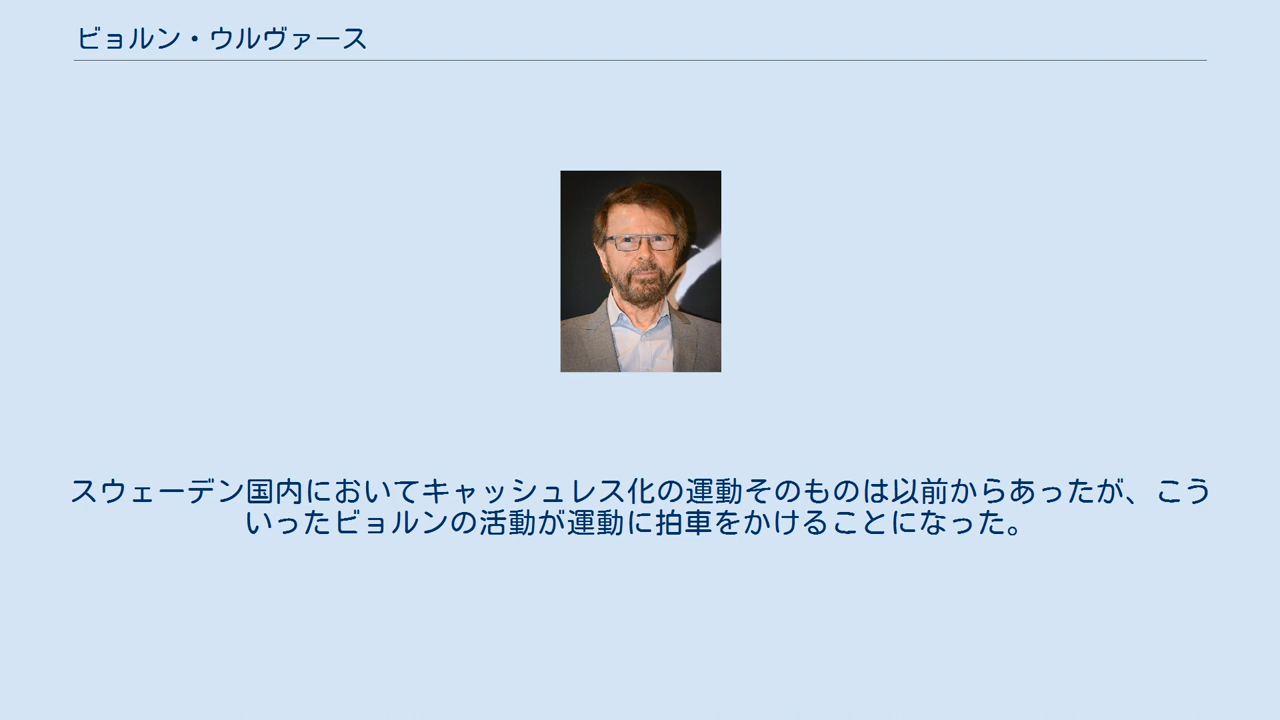 ビョルン・ウルヴァース
スウェーデン国内においてキャッシュレス化の運動そのものは以前からあったが、こう
いったビョルンの活動が運動に拍車をかけることになった。